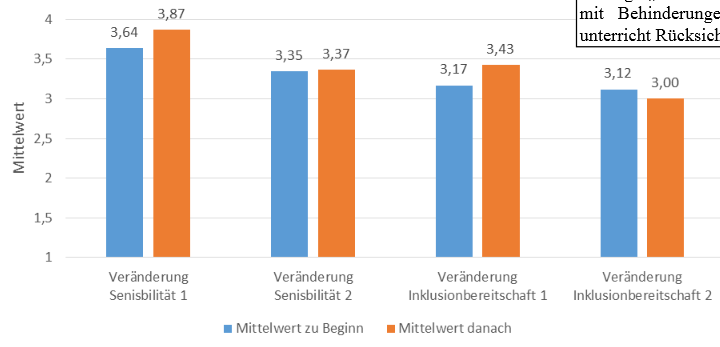 mit Behinderunge
unterricht Rücksich
4
3,5
3
2,5
2
1,5
1
Mittelwert
3,64
3,87
3,35
3,37
3,17
3,43
3,12
3,00
Veränderung
Senisbilität 1
Veränderung
Senisbilität 2
Veränderung
Inklusionbereitschaft 1
Veränderung
Inklusionbereitschaft 2
Mittelwert zu Beginn
Mittelwert danach